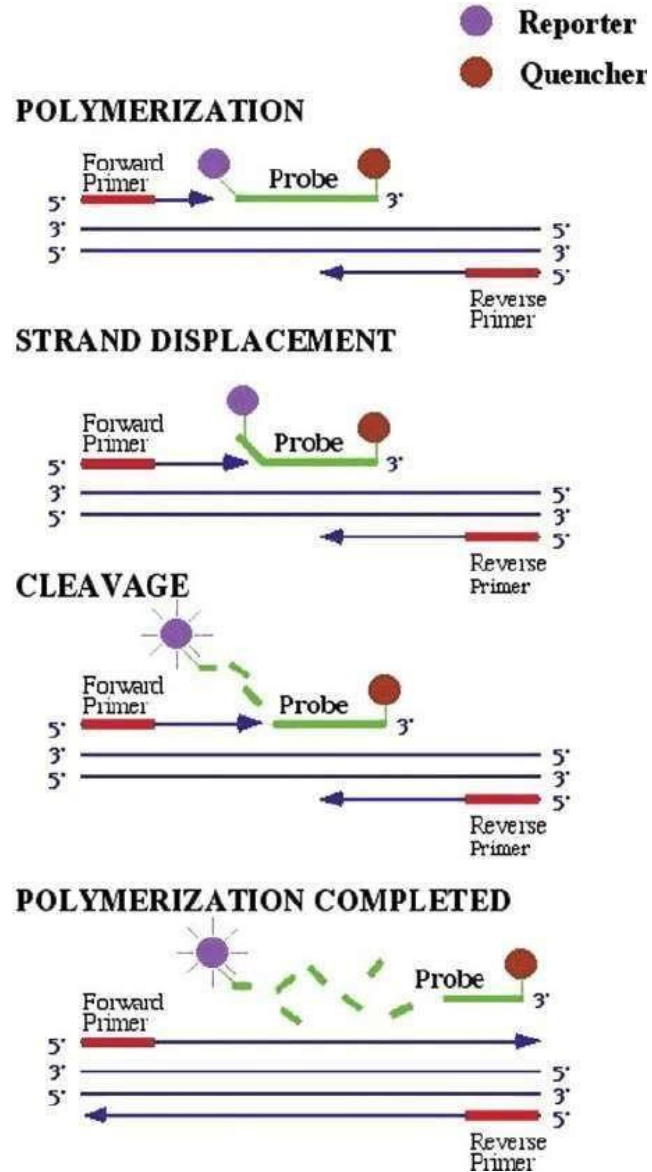 Reporter
Quencher
POLYMERIZATION
Forward
Primer
Probe
5' 3'
3' 5'
5' 3'
5'
Reverse
Primer
STRAND DISPLACEMENT
Forward
Primer
Probe
5' 3'
3' 5'
5' 3'
5'
Reverse
Primer
CLEAVAGE
Forward
Primer
Probe
5' 3'
3' 5'
5' 3'
5'
Reverse
Primer
POLYMERIZATION COMPLETED
Probe
3'
Forward
Primer
5'
3' 5'
5' 3'
5'
Reverse
Primer